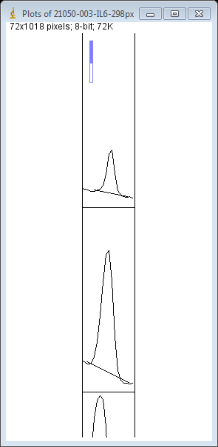 Plots of 21050-003-IL6-298px
72x1018 pixels; 8-bit; 72K